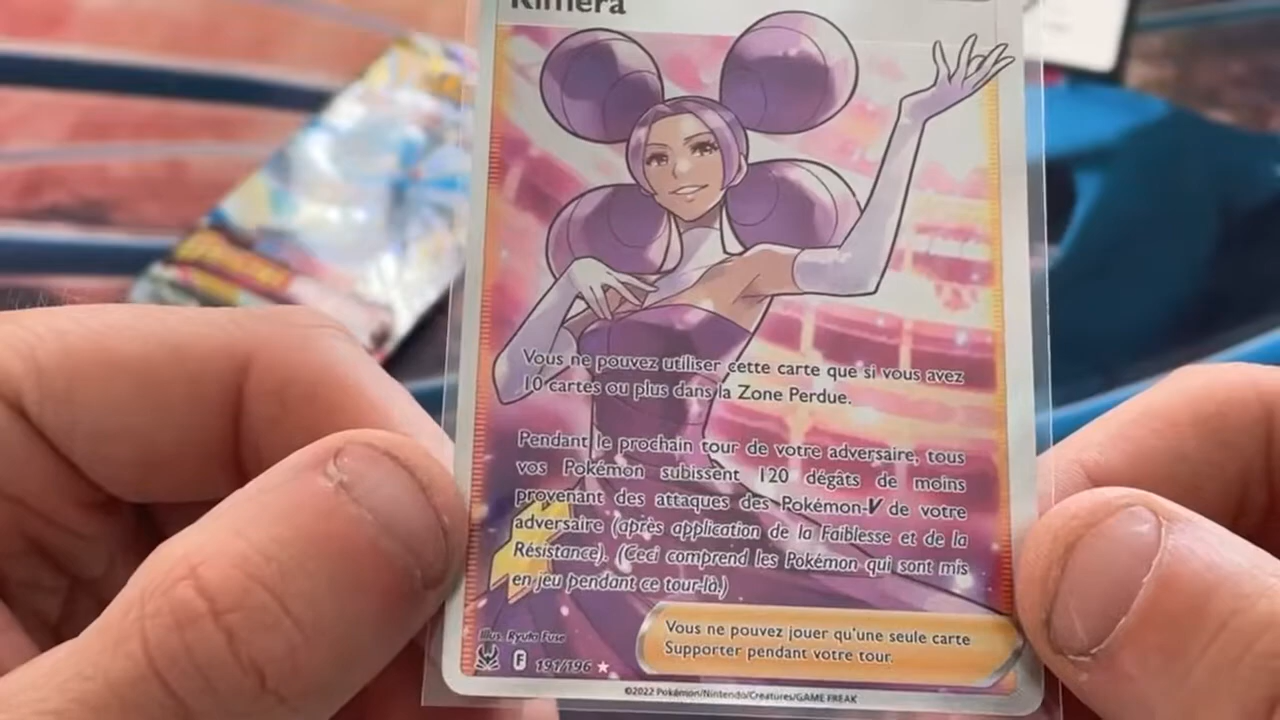 Rimera
Vous ne pouvez utiliser cette carte que si vous avez
10 cartes ou plus dans la Zone Perdue.
Pendant le prochain tour de votre adversaire, tous
vos Pokémon subissent 120 dégâts de moins
provenant des attaques des Pokémon-V de votre
adversaire (après application de la Faiblesse et de la
Résistance). (Ceci comprend les Pokémon qui sont mis
en jeu pendant ce tour-là.)
Vous ne pouvez jouer qu'une seule carte
Supporter pendant votre tour.
Illus. Ryuta Fuse
F 191/196
©2022 Pokémon/Nintendo/Creatures/GAME FREAK